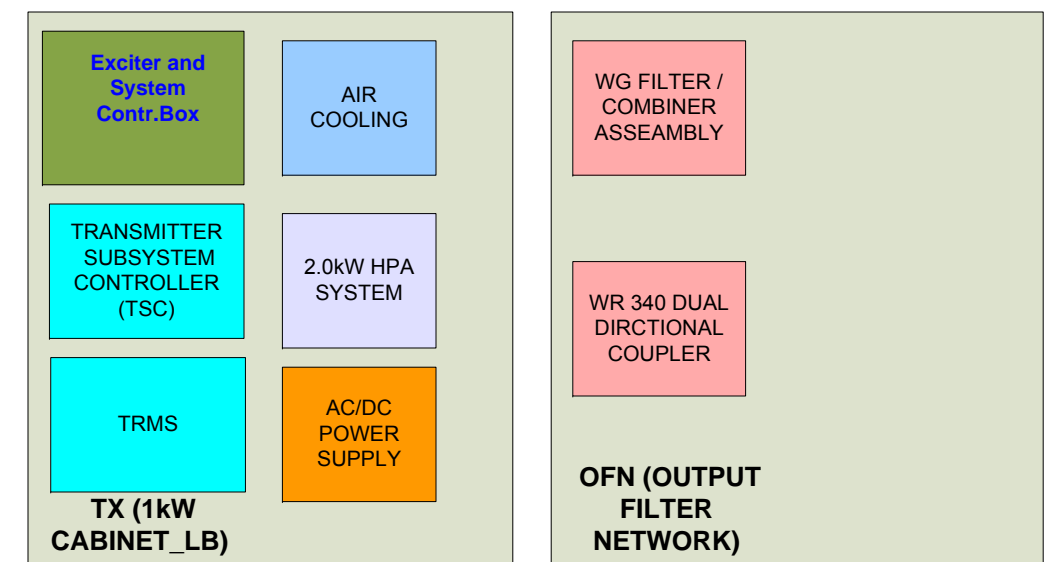 Exciter and
System
Contr.Box
AIR
COOLING
TRANSMITTER
SUBSYSTEM
CONTROLLER
(TSC)
2.0kW HPA
SYSTEM
TRMS
AC/DC
POWER
SUPPLY
TX (1kW
CABINET_LB)
WG FILTER /
COMBINER
ASSEAMBLY
WR 340 DUAL
DIRCTIONAL
COUPLER
OFN (OUTPUT
FILTER
NETWORK)